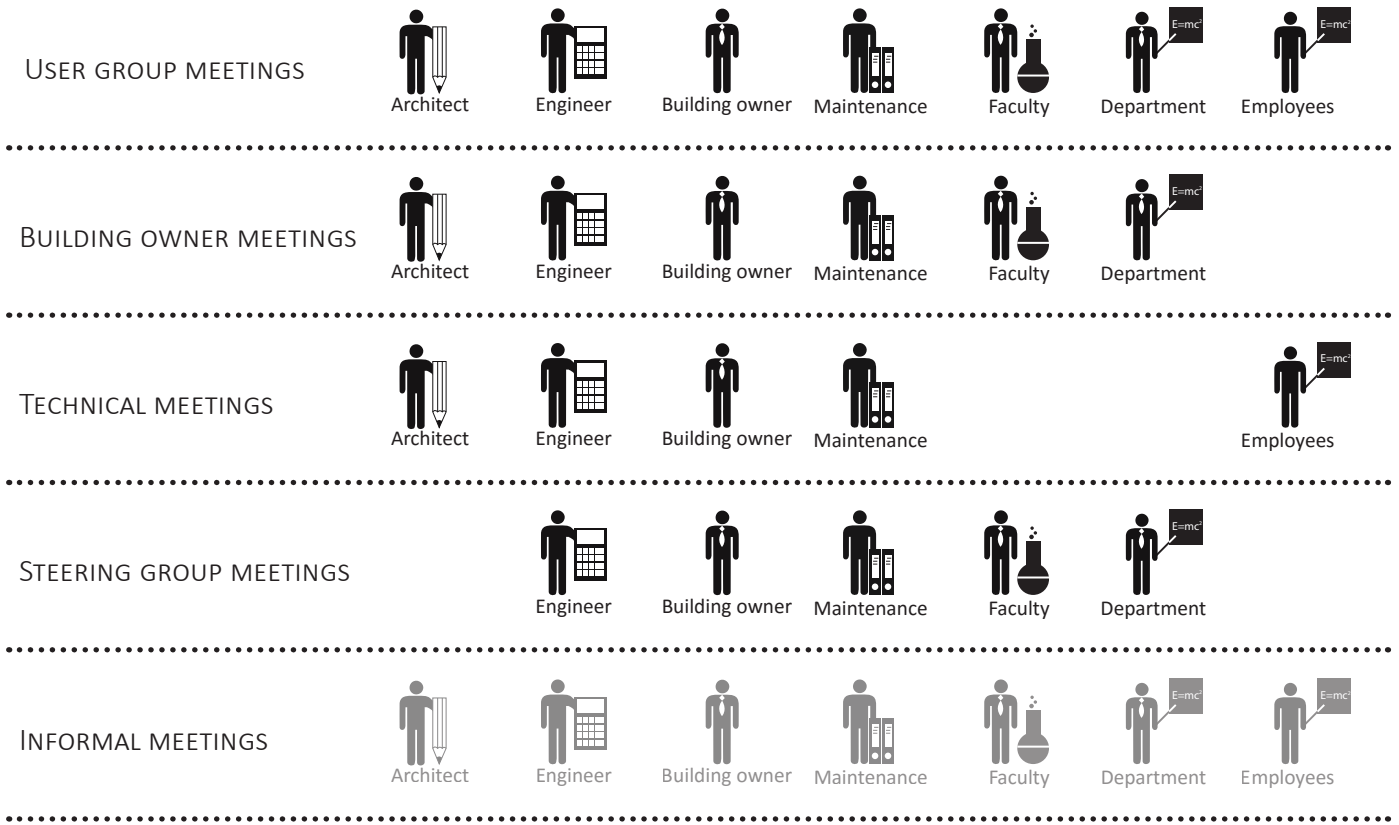 E=mc² E=mc²
USER GROUP MEETINGS
Architect Engineer Building owner Maintenance Faculty Department Employees
E=mc²
BUILDING OWNER MEETINGS
Architect Engineer Building owner Maintenance Faculty Department
E=mc²
TECHNICAL MEETINGS
Architect Engineer Building owner Maintenance Employees
E=mc²
STEERING GROUP MEETINGS
Engineer Building owner Maintenance Faculty Department
E=mc² E=mc²
INFORMAL MEETINGS
Architect Engineer Building owner Maintenance Faculty Department Employees